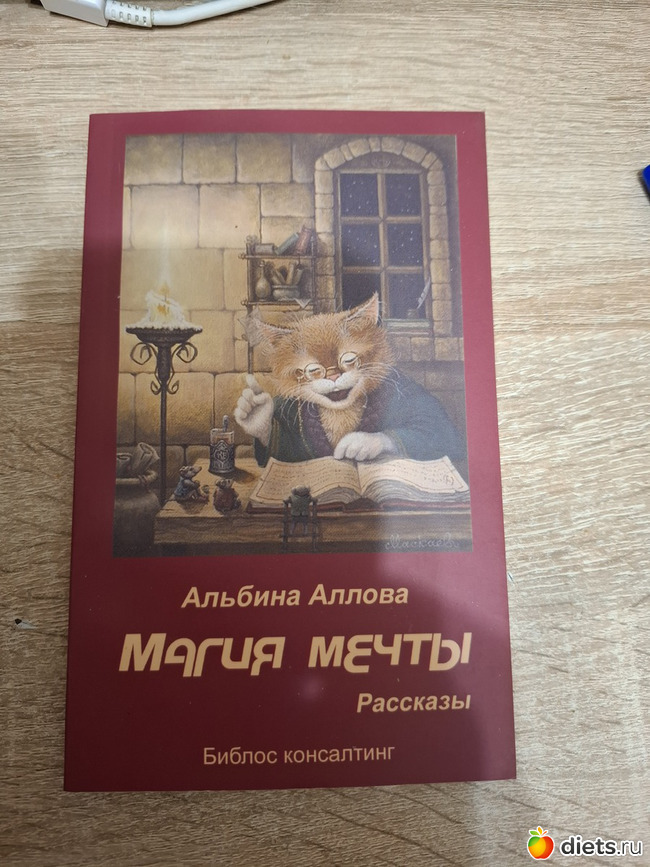 Альбина Аллова
Магия мечты
Рассказы
Библос консалтинг
diets.ru